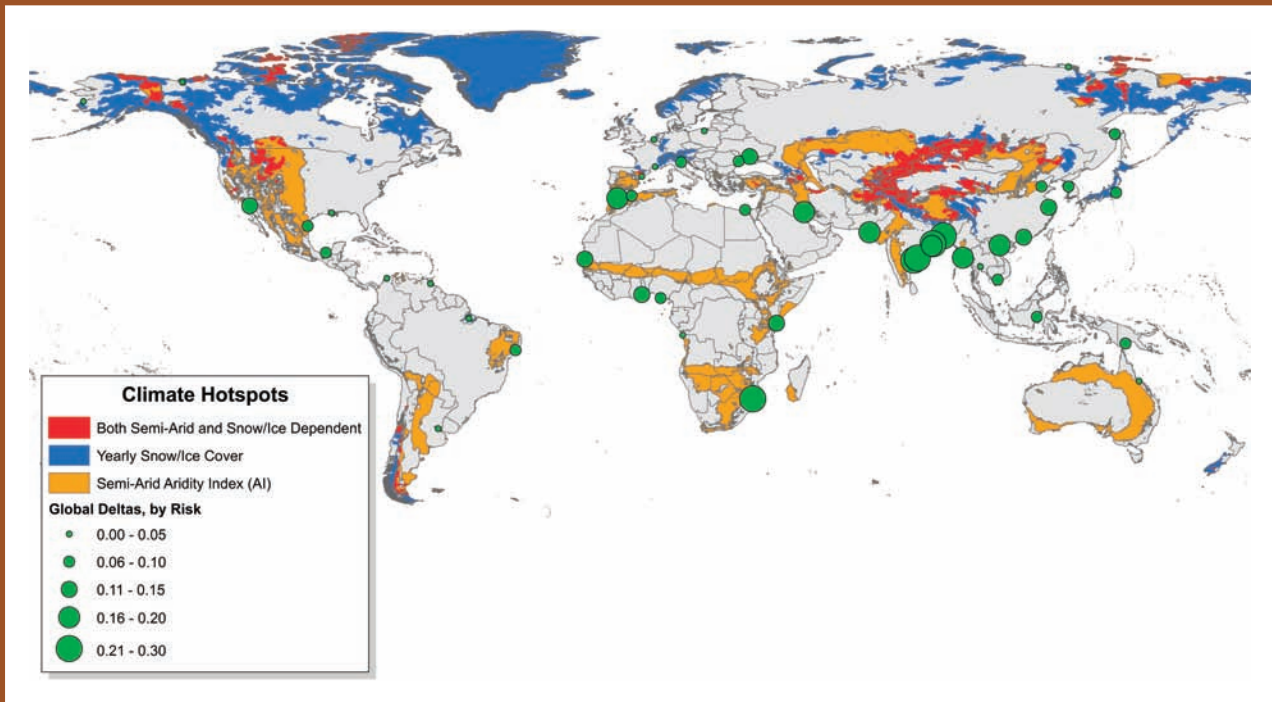 Climate Hotspots
Both Semi-Arid and Snow/Ice Dependent
Yearly Snow/Ice Cover
Semi-Arid Aridity Index (AI)
Global Deltas, by Risk
0.00 - 0.05
0.06 - 0.10
0.11 - 0.15
0.16 - 0.20
0.21 - 0.30